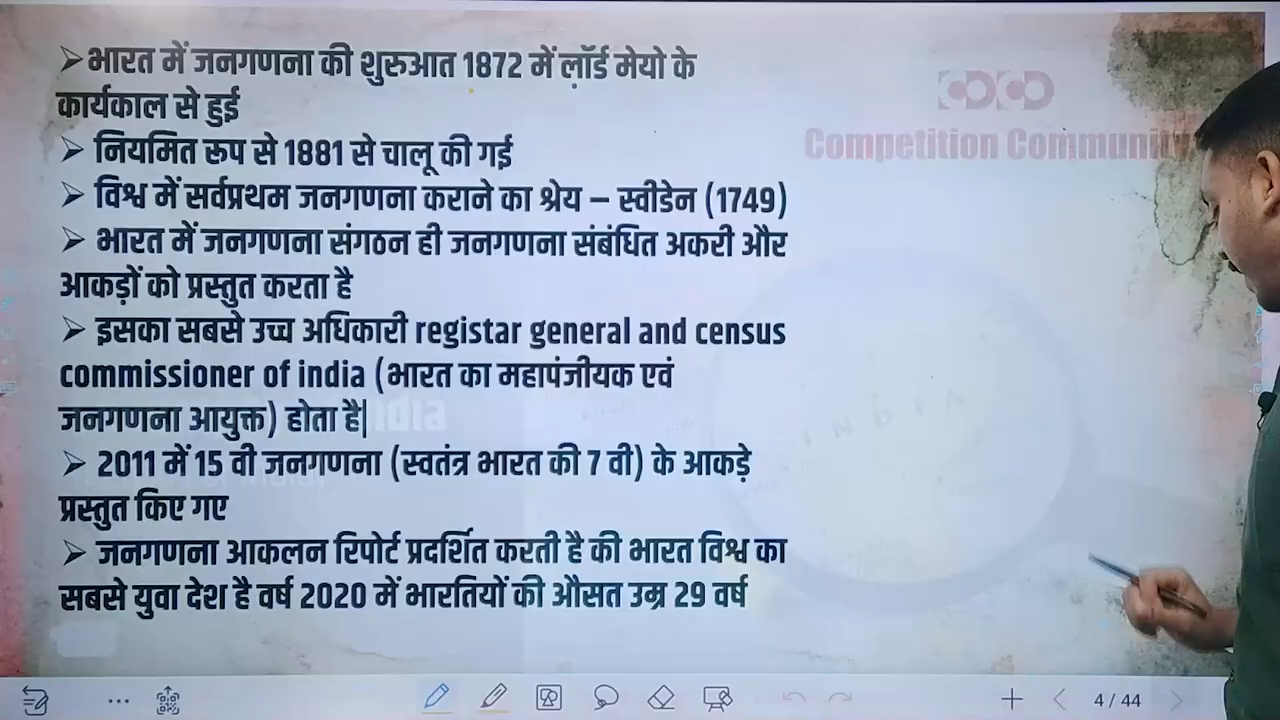 ➢भारत में जनगणना की शुरुआत 1872 में लॉर्ड मेयो के
कार्यकाल से हुई
➢ नियमित रूप से 1881 से चालू की गई
➢ विश्व में सर्वप्रथम जनगणना कराने का श्रेय – स्वीडेन (1749)
➢ भारत में जनगणना संगठन ही जनगणना संबंधित अकरी और
आकड़ों को प्रस्तुत करता है
➢ इसका सबसे उच्च अधिकारी registar general and census
commissioner of india (भारत का महापंजीयक एवं
जनगणना आयुक्त) होता है|
➢ 2011 में 15 वी जनगणना (स्वतंत्र भारत की 7 वी) के आकड़े
प्रस्तुत किए गए
➢ जनगणना आकलन रिपोर्ट प्रदर्शित करती है की भारत विश्व का
सबसे युवा देश है वर्ष 2020 में भारतियों की औसत उम्र 29 वर्ष
Competition Community
INDIA
4 / 44